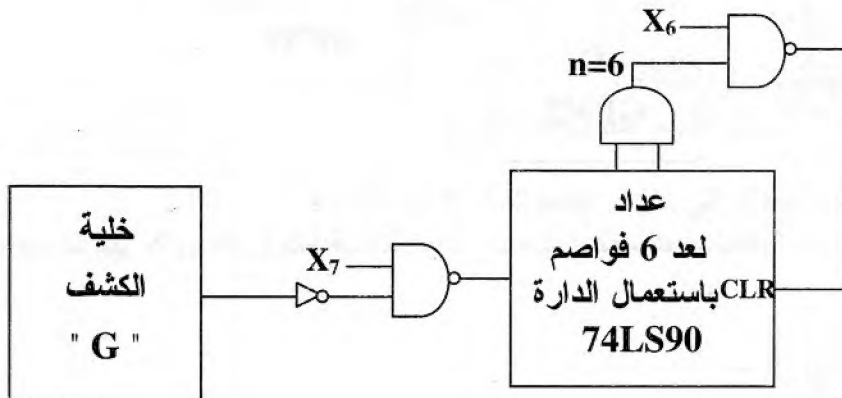 X6
n=6
خلية
الكشف
" G "
X7
عداد
لعد 6 فواصم
باستعمال الدارة CLR
74LS90